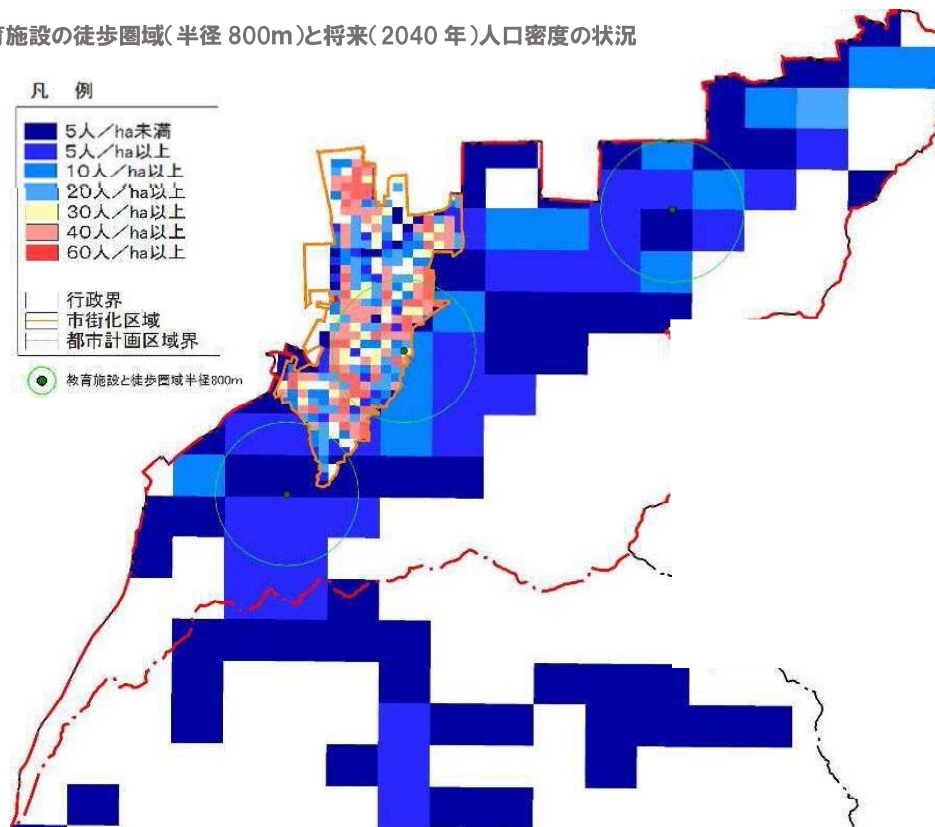 育施設の徒歩圏域(半径 800m)と将来(2040 年)人口密度の状況
凡 例
5人/ha未満
5人/ha以上
10人/ha以上
20人/ha以上
30人/ha以上
40人/ha以上
60人/ha以上
行政界
市街化区域
都市計画区域界
教育施設と徒歩圏域半径800m